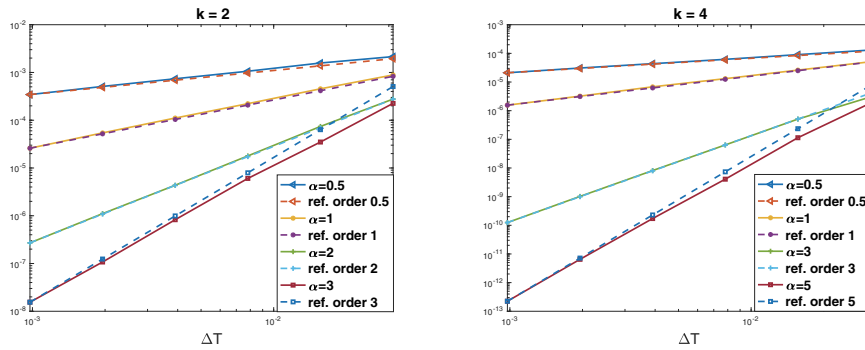 k = 2
10^-2
10^-3
10^-4
10^-5
10^-6
10^-7
10^-8
α=0.5
ref. order 0.5
α=1
ref. order 1
α=2
ref. order 2
α=3
ref. order 3
10^-3
10^-2
ΔT
k = 4
10^-2
10^-3
10^-4
10^-5
10^-6
10^-7
10^-8
10^-9
10^-10
10^-11
10^-12
10^-13
α=0.5
ref. order 0.5
α=1
ref. order 1
α=3
ref. order 3
α=5
ref. order 5
10^-3
10^-2
ΔT